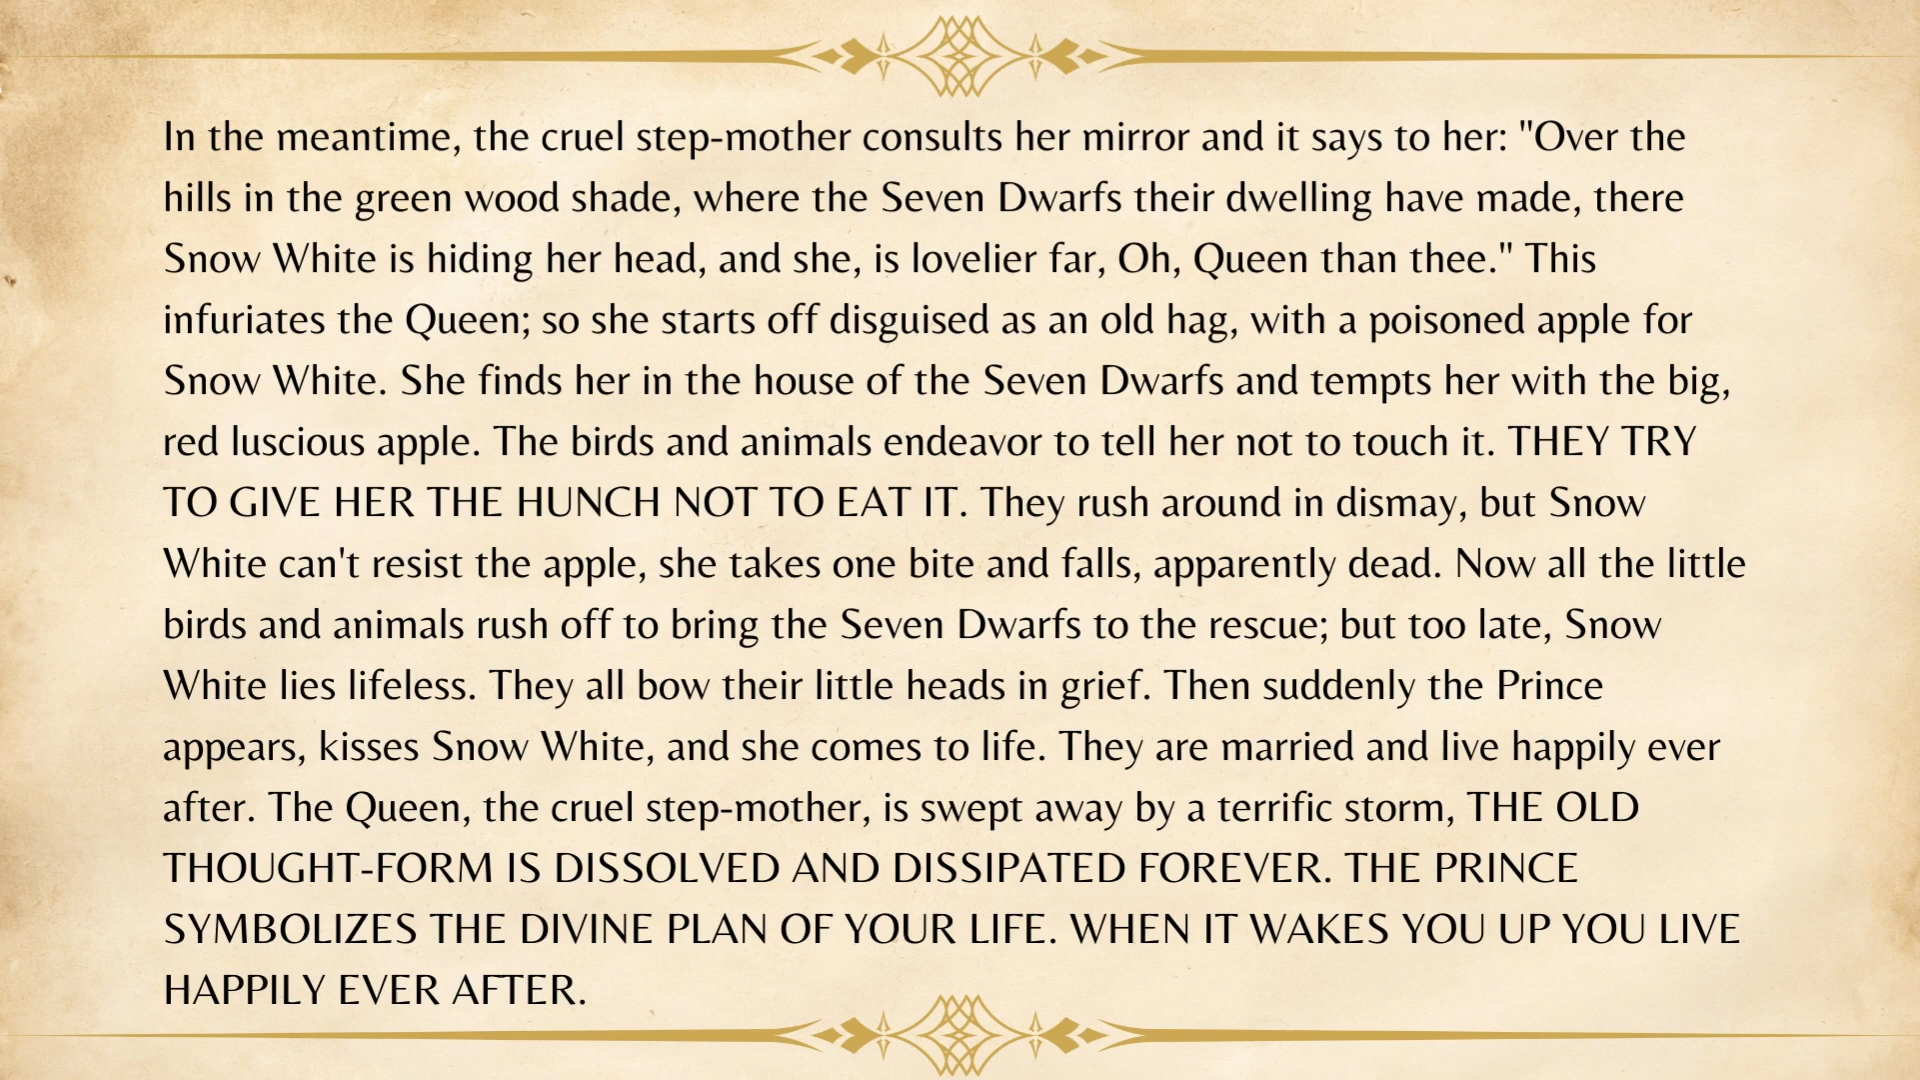 In the meantime, the cruel step-mother consults her mirror and it says to her: "Over the
hills in the green wood shade, where the Seven Dwarfs their dwelling have made, there
Snow White is hiding her head, and she, is lovelier far, Oh, Queen than thee." This
infuriates the Queen; so she starts off disguised as an old hag, with a poisoned apple for
Snow White. She finds her in the house of the Seven Dwarfs and tempts her with the big,
red luscious apple. The birds and animals endeavor to tell her not to touch it. THEY TRY
TO GIVE HER THE HUNCH NOT TO EAT IT. They rush around in dismay, but Snow
White can't resist the apple, she takes one bite and falls, apparently dead. Now all the little
birds and animals rush off to bring the Seven Dwarfs to the rescue; but too late, Snow
White lies lifeless. They all bow their little heads in grief. Then suddenly the Prince
appears, kisses Snow White, and she comes to life. They are married and live happily ever
after. The Queen, the cruel step-mother, is swept away by a terrific storm, THE OLD
THOUGHT-FORM IS DISSOLVED AND DISSIPATED FOREVER. THE PRINCE
SYMBOLIZES THE DIVINE PLAN OF YOUR LIFE. WHEN IT WAKES YOU UP YOU LIVE
HAPPILY EVER AFTER.